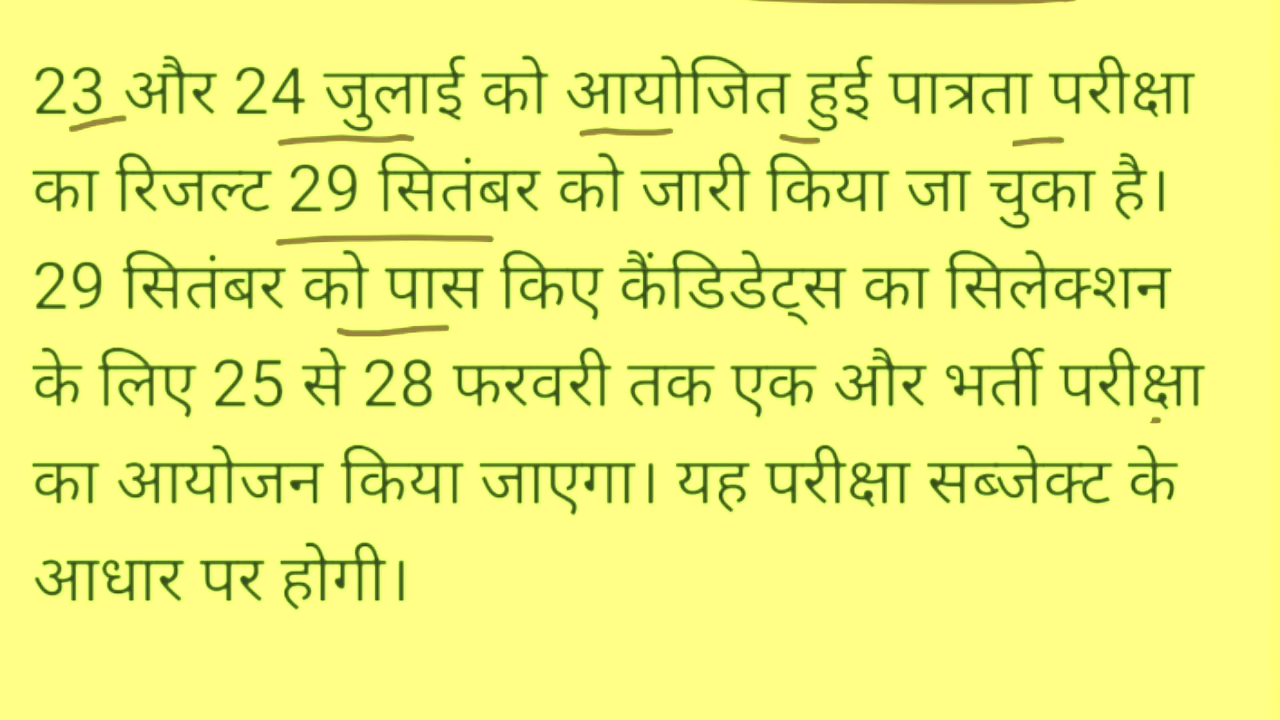 23 और 24 जुलाई को आयोजित हुई पात्रता परीक्षा
का रिजल्ट 29 सितंबर को जारी किया जा चुका है।
29 सितंबर को पास किए कैंडिडेट्स का सिलेक्शन
के लिए 25 से 28 फरवरी तक एक और भर्ती परीक्षा
का आयोजन किया जाएगा। यह परीक्षा सब्जेक्ट के
आधार पर होगी।